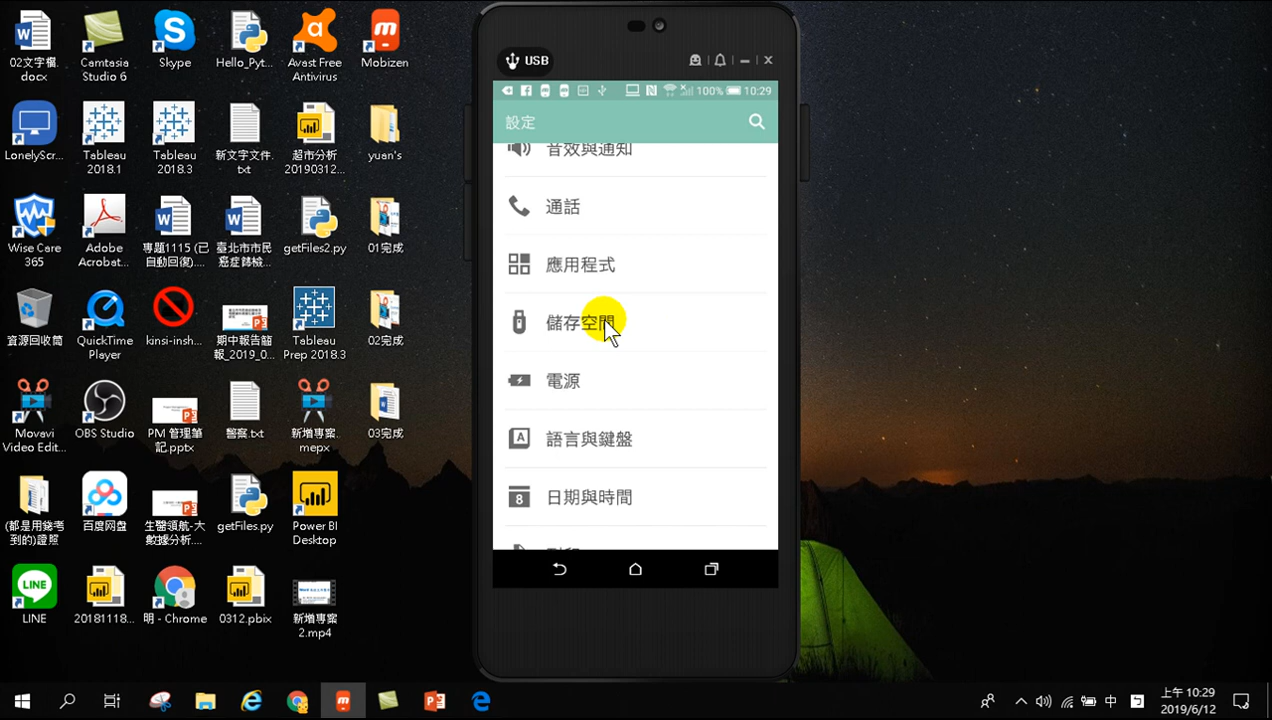 02文字檔.
docx
Camtasia
Studio 6
Skype
Hello_Pyt...
Avast Free
Antivirus
Mobizen
LonelyScr...
Tableau
2018.1
Tableau
2018.3
新文字文件.
txt
超市分析
20190312...
yuan's
Wise Care
365
Adobe
Acrobat...
專題1115 (已
自動回復)....
臺北市市民
癌症篩檢...
getFiles2.py
01完成
資源回收筒
QuickTime
Player
kinsi-insh...
期中報告簡
報_2019_0...
Tableau
Prep 2018.3
02完成
Movavi
Video Edit...
OBS Studio
PM 管理筆
記.pptx
警察.txt
新增專案.
mepx
03完成
(都是用幾考
到的)證照
百度网盘
生醫領航-大
數據分析....
getFiles.py
Power BI
Desktop
LINE
20181118...
明 - Chrome
0312.pbix
新增專案
2.mp4
USB
100% 10:29
設定
音效與通知
通話
應用程式
儲存空間
電源
語言與鍵盤
日期與時間
中
上午 10:29
2019/6/12